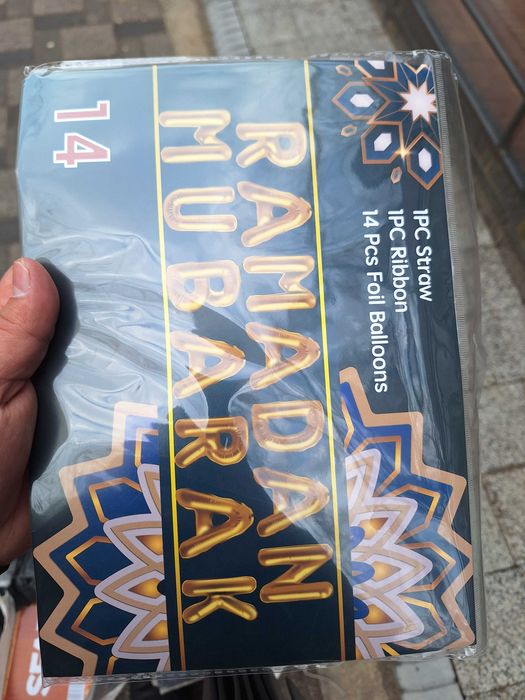 1PC Straw
1PC Ribbon
14 Pcs Foil Balloons
RAMADAN
MUBARAK
14